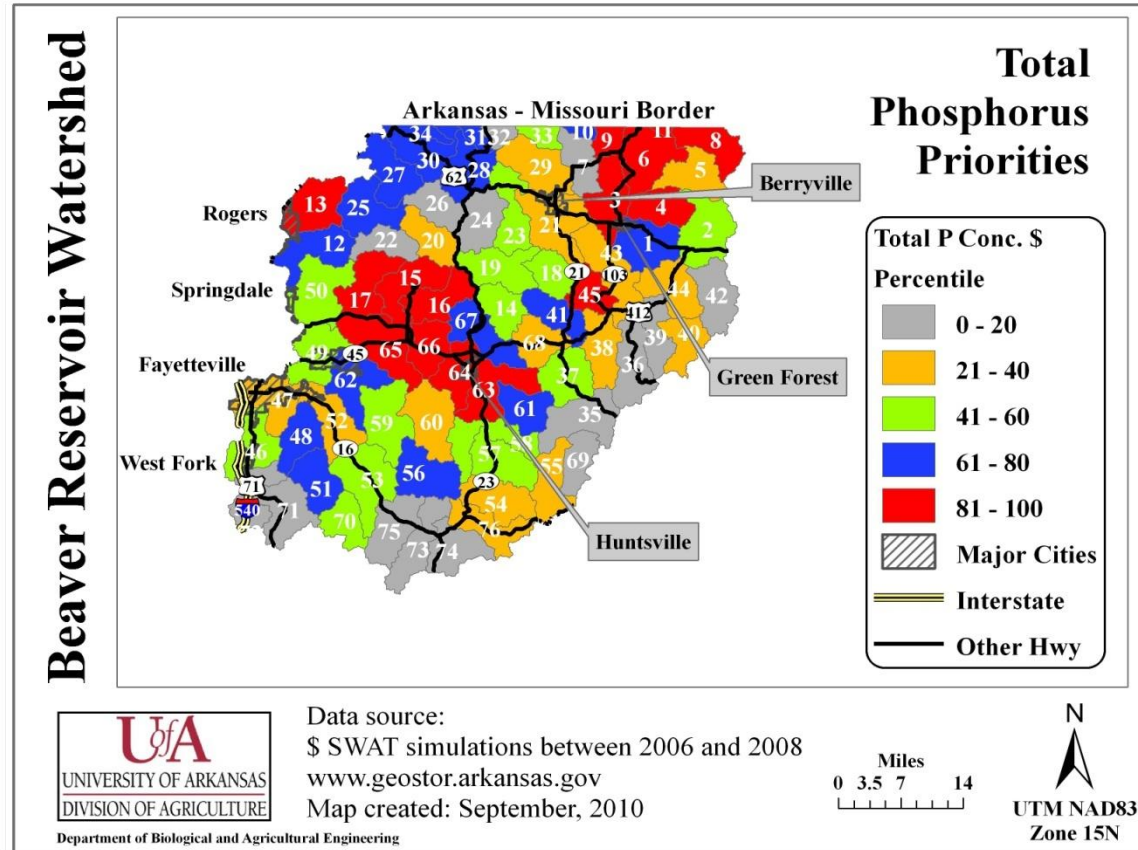 Beaver Reservoir Watershed
Total
Phosphorus
Priorities
Arkansas - Missouri Border
34
31
32
33
10
9
11
8
30
6
27
28
29
7
5
62
Berryville
13
25
26
3
4
Rogers
24
2
12
22
20
21
23
1
43
19
18
21
103
Springdale
50
15
45
44
42
17
16
14
41
412
67
40
39
68
38
Fayetteville
49
45
65
66
36
Green Forest
62
64
37
47
63
61
35
52
59
60
48
West Fork
46
16
57
58
69
71
51
53
56
55
23
540
71
54
70
76
75
73
74
Huntsville
Total P Conc. $
Percentile
0 - 20
21 - 40
41 - 60
61 - 80
81 - 100
Major Cities
Interstate
Other Hwy
UofA
UNIVERSITY OF ARKANSAS
DIVISION OF AGRICULTURE
Department of Biological and Agricultural Engineering
Data source:
$ SWAT simulations between 2006 and 2008
www.geostor.arkansas.gov
Map created: September, 2010
Miles
0 3.5 7 14
N
UTM NAD83
Zone 15N